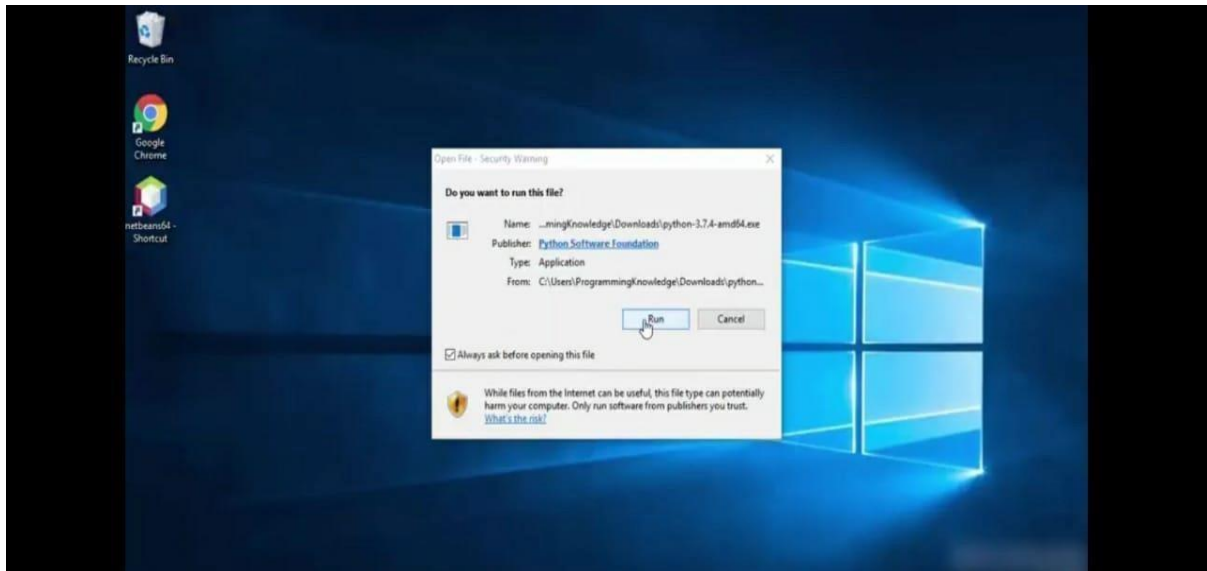 Recycle Bin
Google
Chrome
netbeans64 -
Shortcut
Open File - Security Warning
Do you want to run this file?
Name: ...mingKnowledge\Downloads\python-3.7.4-amd64.exe
Publisher: Python Software Foundation
Type: Application
From: C:\Users\ProgrammingKnowledge\Downloads\python...
Run Cancel
Always ask before opening this file
While files from the Internet can be useful, this file type can potentially
harm your computer. Only run software from publishers you trust.
What's the risk?